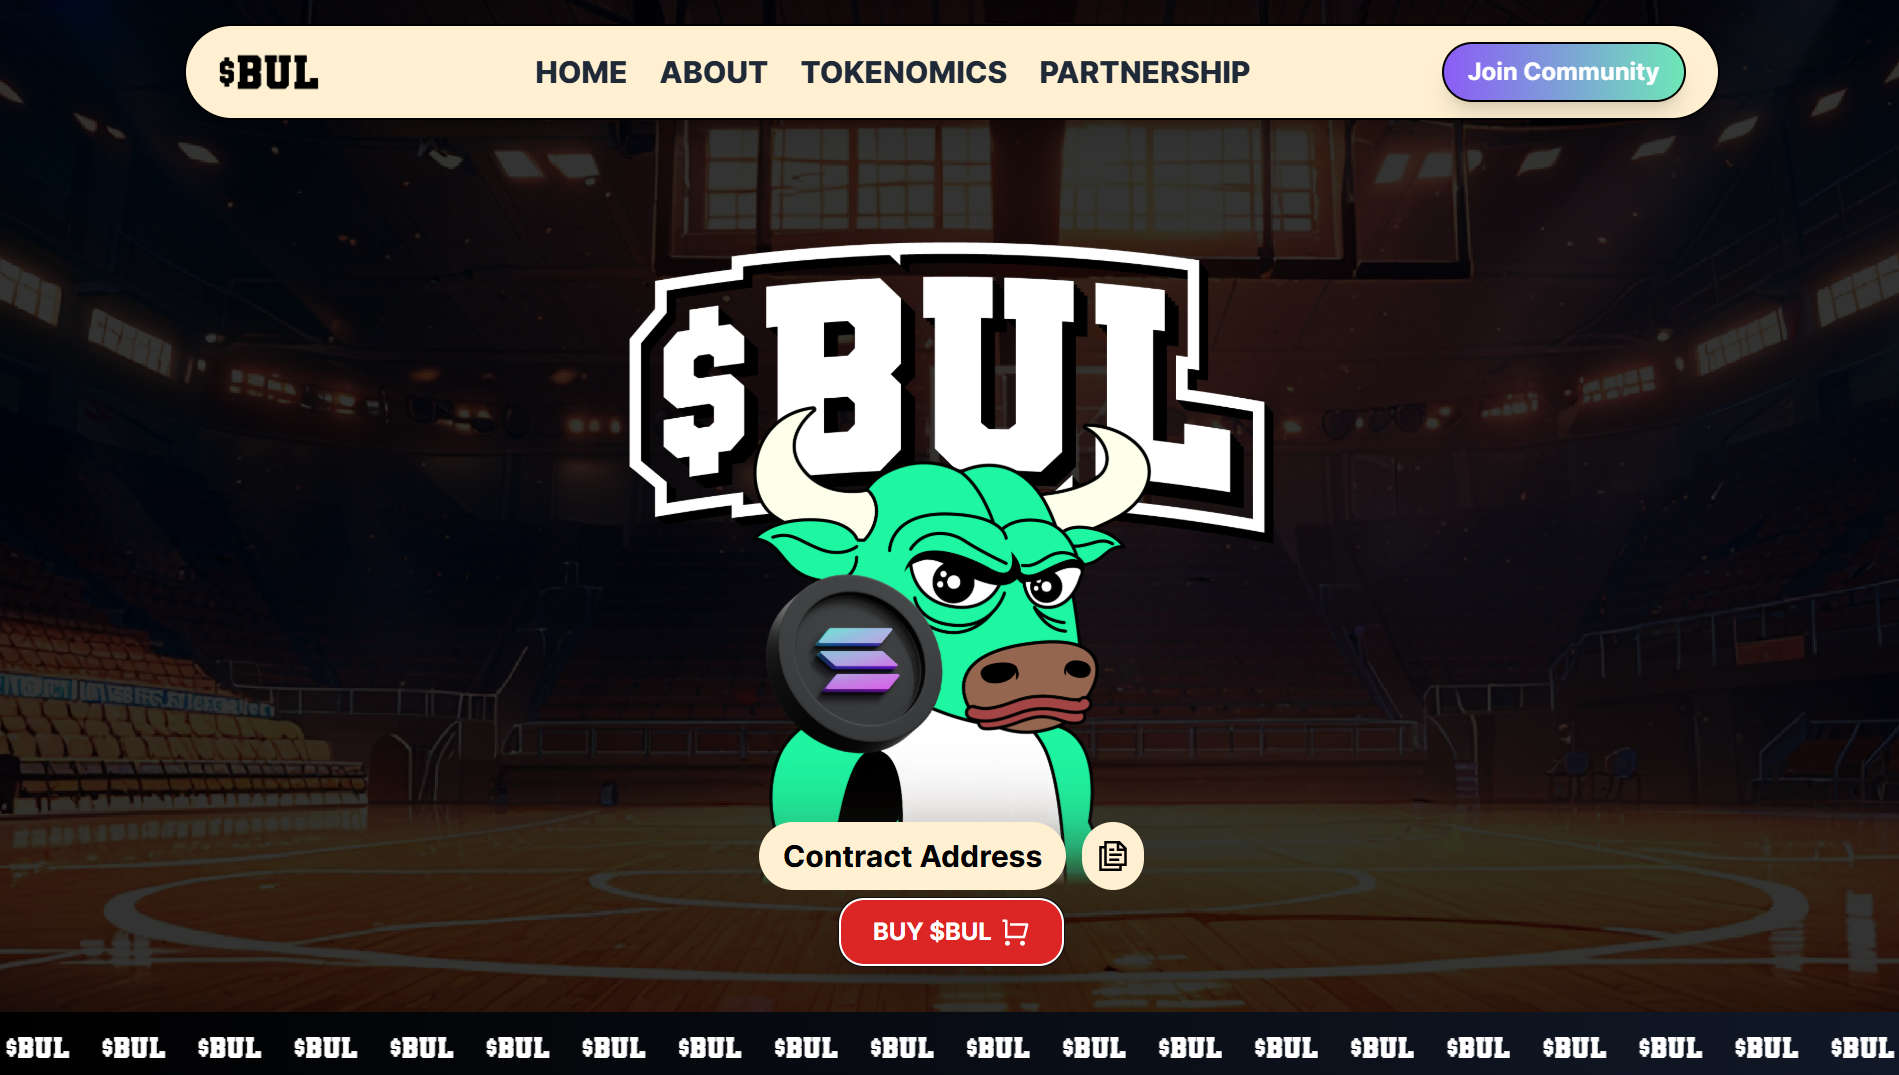 $BUL HOME ABOUT TOKENOMICS PARTNERSHIP Join Community
$BUL
Contract Address
BUY $BUL
$BUL $BUL $BUL $BUL $BUL $BUL $BUL $BUL $BUL $BUL $BUL $BUL $BUL $BUL $BUL $BUL $BUL $BUL $BUL $BUL